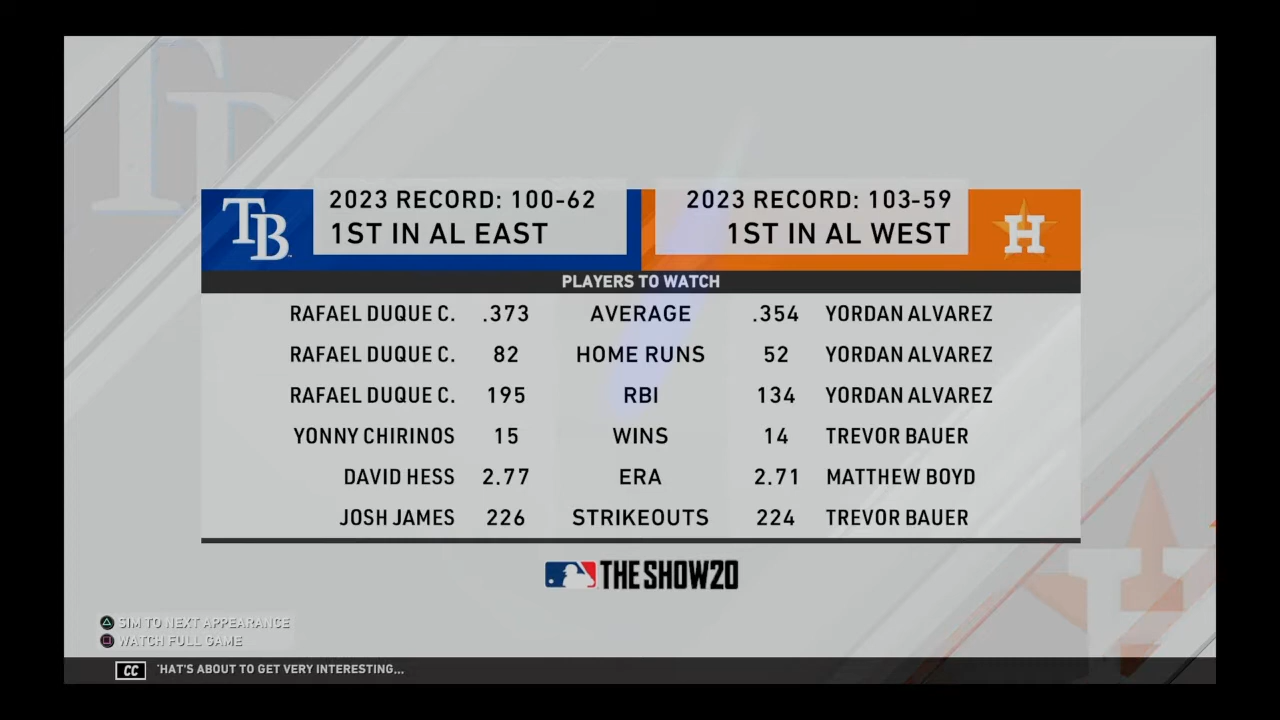 TB
2023 RECORD: 100-62
1ST IN AL EAST
2023 RECORD: 103-59
1ST IN AL WEST
H
PLAYERS TO WATCH
RAFAEL DUQUE C. .373 AVERAGE .354 YORDAN ALVAREZ
RAFAEL DUQUE C. 82 HOME RUNS 52 YORDAN ALVAREZ
RAFAEL DUQUE C. 195 RBI 134 YORDAN ALVAREZ
YONNY CHIRINOS 15 WINS 14 TREVOR BAUER
DAVID HESS 2.77 ERA 2.71 MATTHEW BOYD
JOSH JAMES 226 STRIKEOUTS 224 TREVOR BAUER
THE SHOW 20
SIM TO NEXT APPEARANCE
WATCH FULL GAME
CC 'HAT'S ABOUT TO GET VERY INTERESTING...